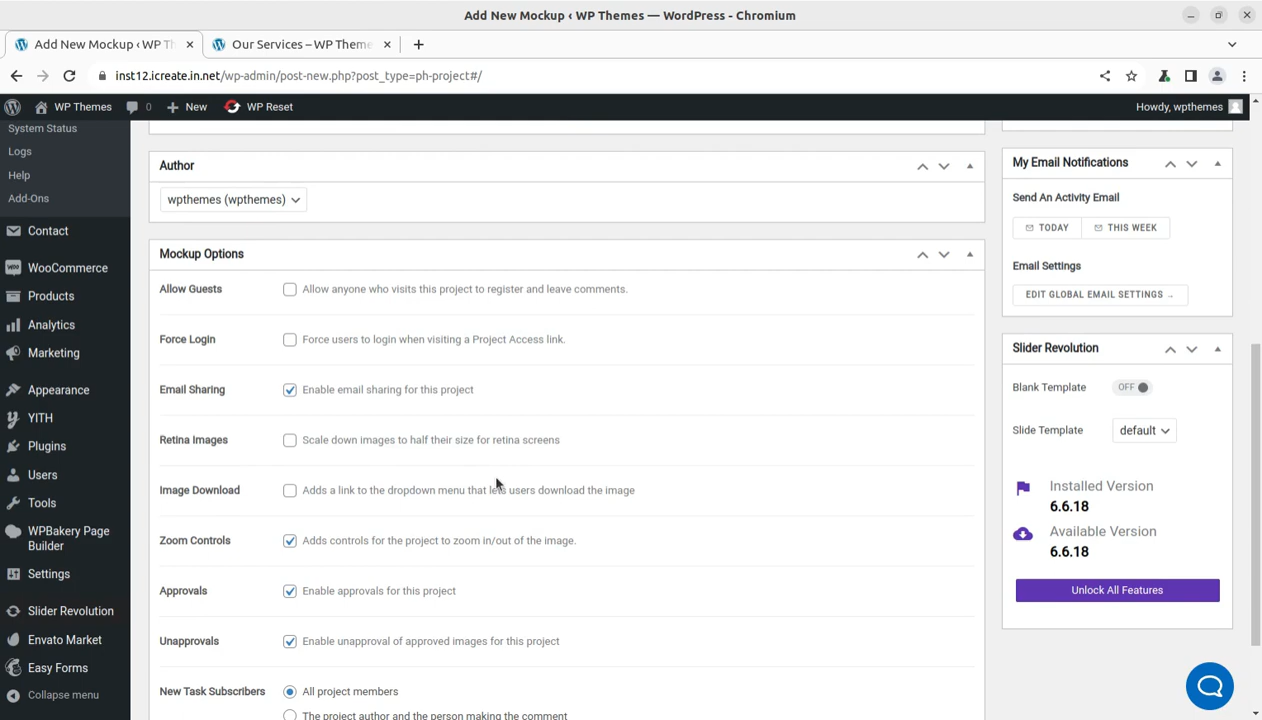 Add New Mockup ‹ WP Themes — WordPress - Chromium
Add New Mockup ‹ WP Th
Our Services – WP Theme
inst12.icreate.in.net/wp-admin/post-new.php?post_type=ph-project#/
WP Themes
0
New
WP Reset
Howdy, wpthemes
System Status
Logs
Help
Add-Ons
Contact
WooCommerce
Products
Analytics
Marketing
Appearance
YITH
Plugins
Users
Tools
WPBakery Page
Builder
Settings
Slider Revolution
Envato Market
Easy Forms
Collapse menu
Author
wpthemes (wpthemes)
Mockup Options
Allow Guests
Allow anyone who visits this project to register and leave comments.
Force Login
Force users to login when visiting a Project Access link.
Email Sharing
Enable email sharing for this project
Retina Images
Scale down images to half their size for retina screens
Image Download
Adds a link to the dropdown menu that lets users download the image
Zoom Controls
Adds controls for the project to zoom in/out of the image.
Approvals
Enable approvals for this project
Unapprovals
Enable unapproval of approved images for this project
New Task Subscribers
All project members
The project author and the person making the comment
My Email Notifications
Send An Activity Email
TODAY
THIS WEEK
Email Settings
EDIT GLOBAL EMAIL SETTINGS →
Slider Revolution
Blank Template
OFF
Slide Template
default
Installed Version
6.6.18
Available Version
6.6.18
Unlock All Features